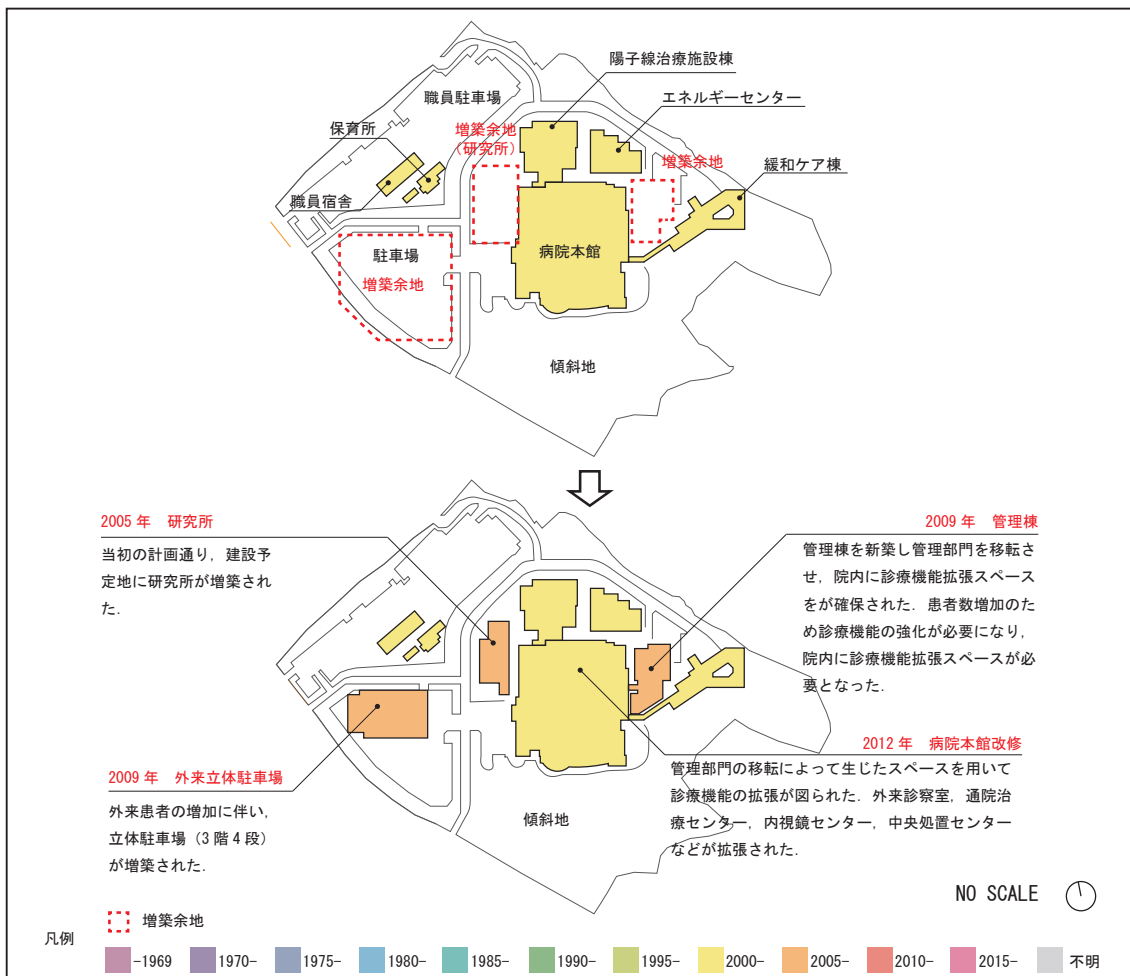 陽子線治療施設棟
エネルギーセンター
職員駐車場
保育所
増築余地
(研究所)
増築余地
緩和ケア棟
職員宿舎
駐車場
増築余地
病院本館
傾斜地
2005 年　研究所
当初の計画通り，建設予
定地に研究所が増築され
た．
2009 年　管理棟
管理棟を新築し管理部門を移転さ
せ，院内に診療機能拡張スペース
をが確保された．患者数増加のた
め診療機能の強化が必要になり，
院内に診療機能拡張スペースが必
要となった．
2009 年　外来立体駐車場
外来患者の増加に伴い，
立体駐車場（3 階 4 段）
が増築された．
2012 年　病院本館改修
管理部門の移転によって生じたスペースを用いて
診療機能の拡張が図られた．外来診察室，通院治
療センター，内視鏡センター，中央処置センター
などが拡張された．
傾斜地
NO SCALE
凡例
増築余地
-1969 1970- 1975- 1980- 1985- 1990- 1995- 2000- 2005- 2010- 2015- 不明